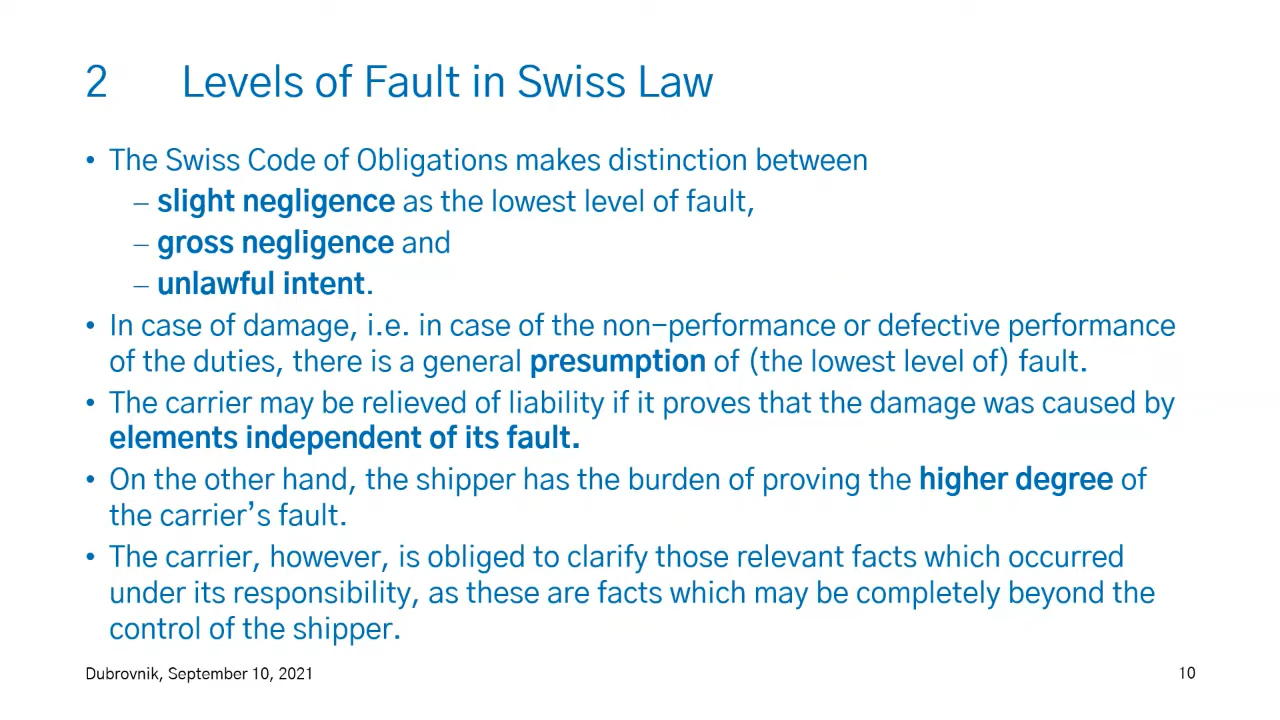 2 Levels of Fault in Swiss Law
• The Swiss Code of Obligations makes distinction between
– slight negligence as the lowest level of fault,
– gross negligence and
– unlawful intent.
• In case of damage, i.e. in case of the non-performance or defective performance
of the duties, there is a general presumption of (the lowest level of) fault.
• The carrier may be relieved of liability if it proves that the damage was caused by
elements independent of its fault.
• On the other hand, the shipper has the burden of proving the higher degree of
the carrier’s fault.
• The carrier, however, is obliged to clarify those relevant facts which occurred
under its responsibility, as these are facts which may be completely beyond the
control of the shipper.
Dubrovnik, September 10, 2021 10